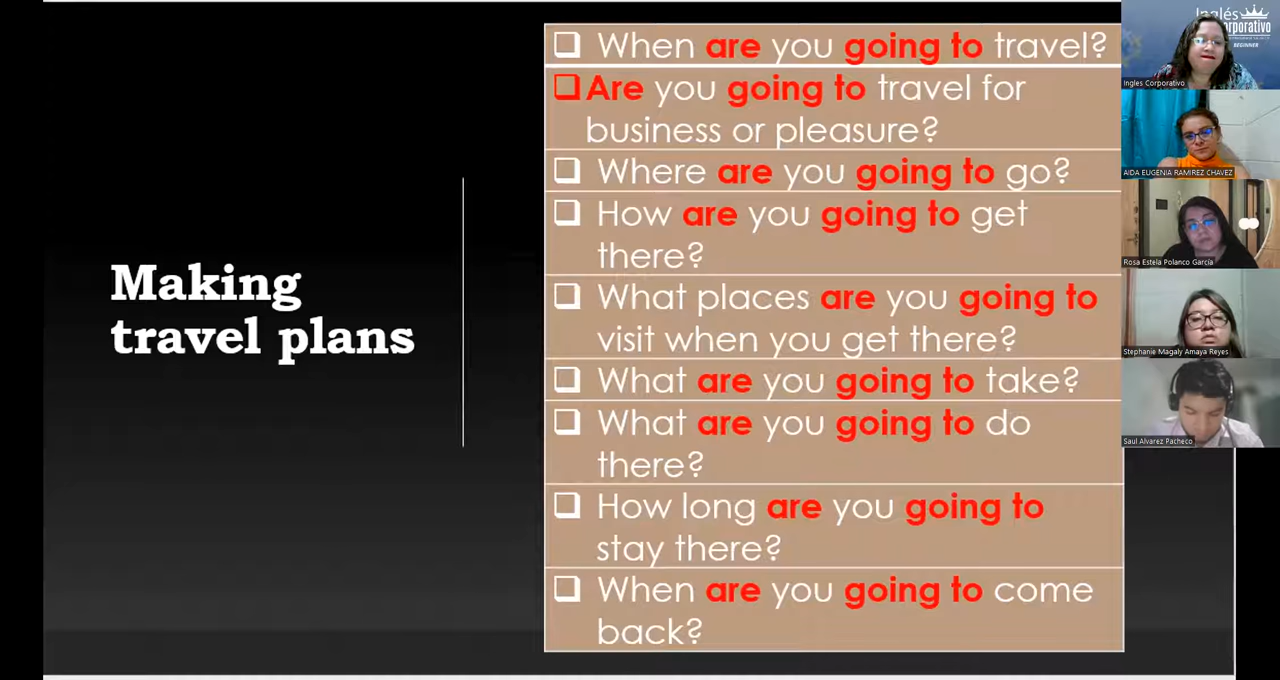 Making
travel plans
When are you going to travel?
Are you going to travel for
business or pleasure?
Where are you going to go?
How are you going to get
there?
What places are you going to
visit when you get there?
What are you going to take?
What are you going to do
there?
How long are you going to
stay there?
When are you going to come
back?
Inglés
orporativo
BEGINNER
Ingles Corporativo
AIDA EUGENIA RAMIREZ CHAVEZ
Rosa Estela Polanco García
Stephanie Magaly Amaya Reyes
Saul Alvarez Pacheco